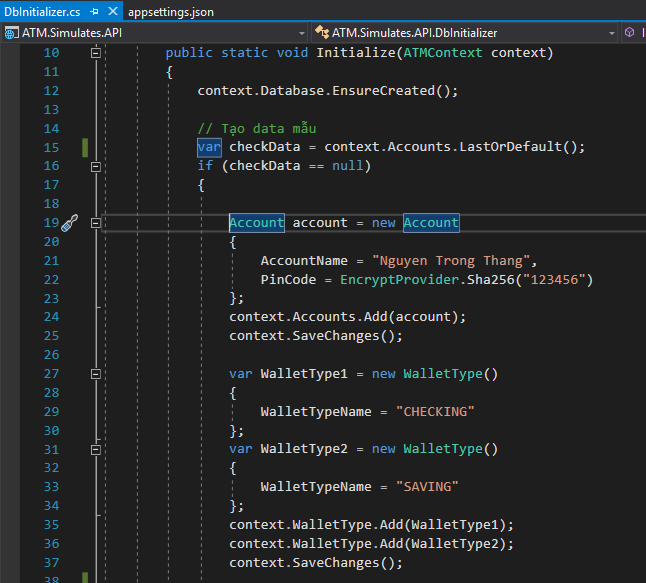 DbInitializer.cs appsettings.json
ATM.Simulates.API ATM.Simulates.API.DbInitializer
10 public static void Initialize(ATMContext context)
11 {
12 context.Database.EnsureCreated();
13
14 // Tạo data mẫu
15 var checkData = context.Accounts.LastOrDefault();
16 if (checkData == null)
17 {
18
19 Account account = new Account
20 {
21 AccountName = "Nguyen Trong Thang",
22 PinCode = EncryptProvider.Sha256("123456")
23 };
24 context.Accounts.Add(account);
25 context.SaveChanges();
26
27 var WalletType1 = new WalletType()
28 {
29 WalletTypeName = "CHECKING"
30 };
31 var WalletType2 = new WalletType()
32 {
33 WalletTypeName = "SAVING"
34 };
35 context.WalletType.Add(WalletType1);
36 context.WalletType.Add(WalletType2);
37 context.SaveChanges();
38